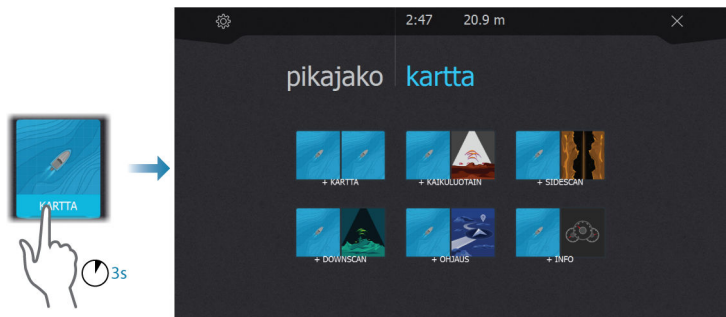 2:47 20.9 m
pikajako kartta
+ KARTTA + KAIKULUOTAIN + SIDESCAN
KARTTA
+ DOWNSCAN + OHJAUS + INFO
3s